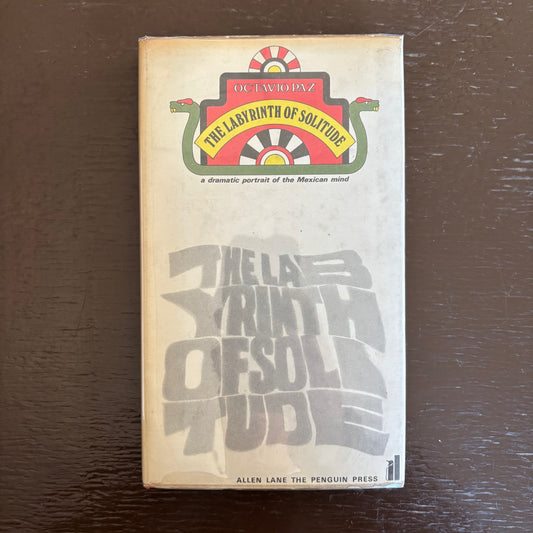 OCTAVIO PAZ
THE LABYRINTH OF SOLITUDE
a dramatic portrait of the Mexican mind
THE LAB
YRINTH
OF SOLI
TUDE
ALLEN LANE THE PENGUIN PRESS